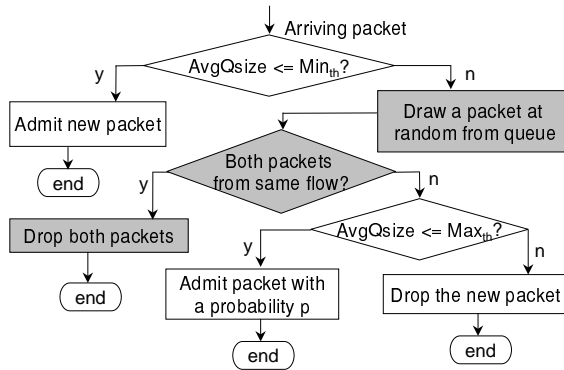 Arriving packet
AvgQsize <= Minth?
y
n
Admit new packet
Draw a packet at
random from queue
end
Both packets
from same flow?
y
n
Drop both packets
AvgQsize <= Maxth?
y
n
end
Admit packet with
a probability p
Drop the new packet
end
end